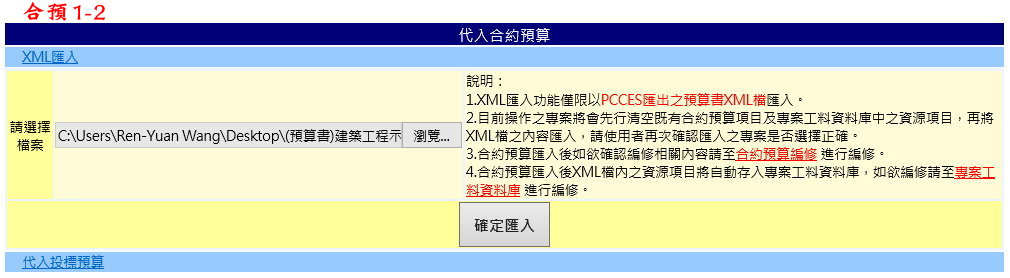 合預1-2
代入合約預算
XML匯入
請選擇
檔案
C:\Users\Ren-Yuan Wang\Desktop\(預算書)建築工程示
瀏覽...
說明：
1.XML匯入功能僅限以PCCES匯出之預算書XML檔匯入。
2.目前操作之專案將會先行清空既有合約預算項目及專案工料資料庫中之資源項目，再將
XML檔之內容匯入，請使用者再次確認匯入之專案是否選擇正確。
3.合約預算匯入後如欲確認編修相關內容請至合約預算編修 進行編修。
4.合約預算匯入後XML檔內之資源項目將自動存入專案工料資料庫，如欲編修請至專案工
料資料庫 進行編修。
確定匯入
代入投標預算